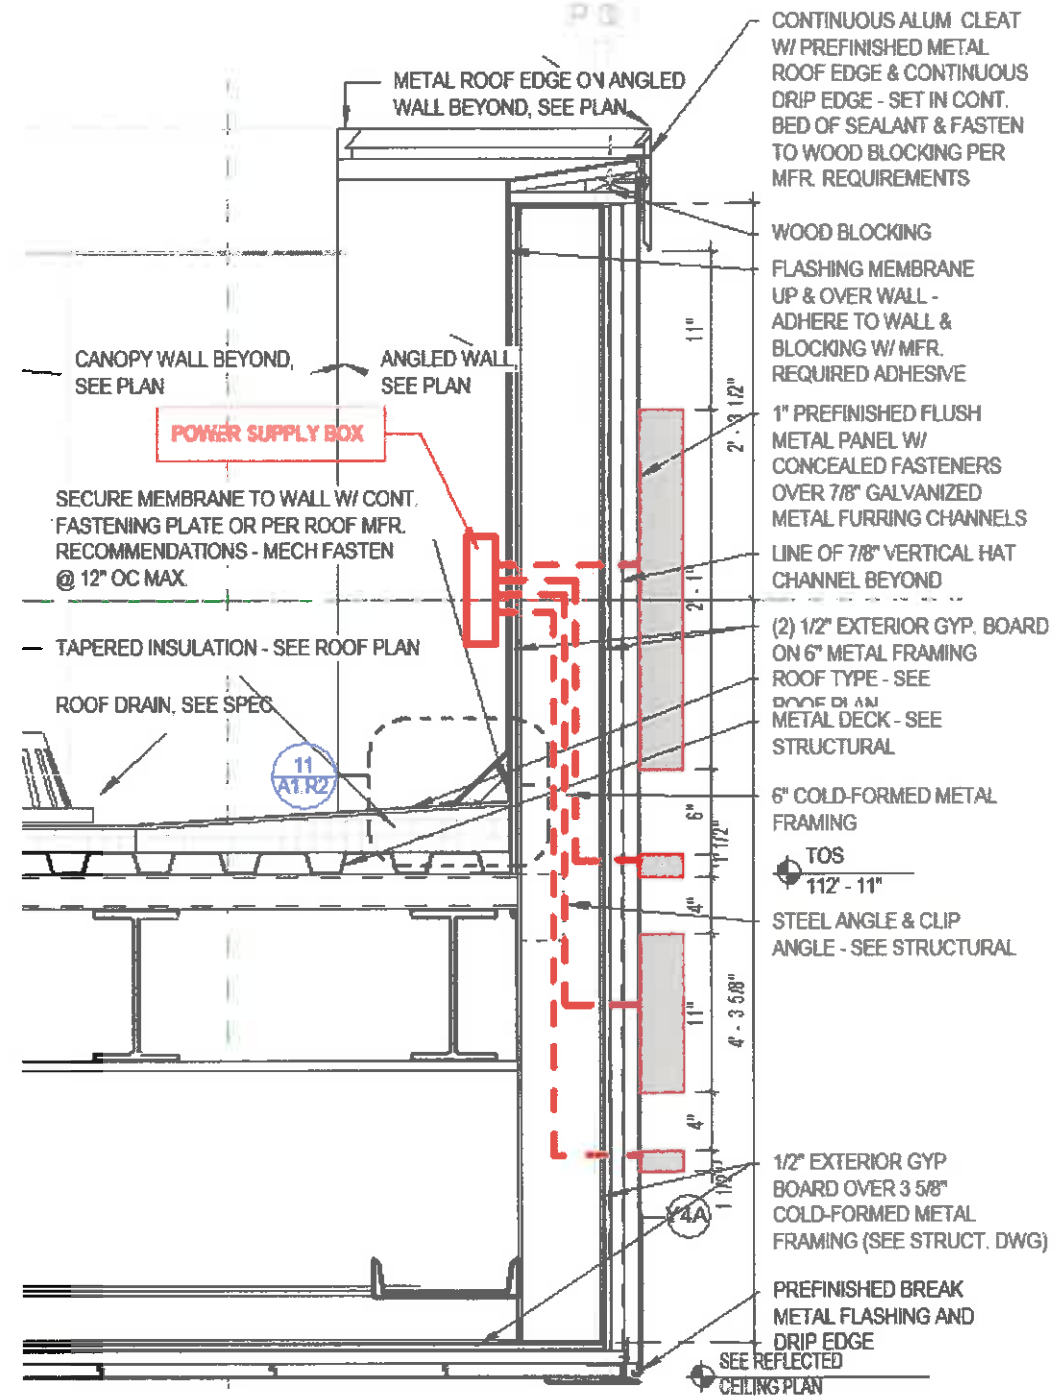 CONTINUOUS ALUM CLEAT
W/ PREFINISHED METAL
ROOF EDGE & CONTINUOUS
DRIP EDGE - SET IN CONT.
BED OF SEALANT & FASTEN
TO WOOD BLOCKING PER
MFR. REQUIREMENTS
METAL ROOF EDGE ON ANGLED
WALL BEYOND, SEE PLAN
WOOD BLOCKING
FLASHING MEMBRANE
UP & OVER WALL -
ADHERE TO WALL &
BLOCKING W/ MFR.
REQUIRED ADHESIVE
11"
2' - 3 1/2"
CANOPY WALL BEYOND,
SEE PLAN
ANGLED WALL,
SEE PLAN
POWER SUPPLY BOX
1" PREFINISHED FLUSH
METAL PANEL W/
CONCEALED FASTENERS
OVER 7/8" GALVANIZED
METAL FURRING CHANNELS
SECURE MEMBRANE TO WALL W/ CONT.
FASTENING PLATE OR PER ROOF MFR.
RECOMMENDATIONS - MECH FASTEN
@ 12" OC MAX.
LINE OF 7/8" VERTICAL HAT
CHANNEL BEYOND
2' - 1"
(2) 1/2" EXTERIOR GYP. BOARD
ON 6" METAL FRAMING
TAPERED INSULATION - SEE ROOF PLAN
ROOF TYPE - SEE
ROOF PLAN
ROOF DRAIN, SEE SPEC
METAL DECK - SEE
STRUCTURAL
11
A1.R2
6" COLD-FORMED METAL
FRAMING
6"
1 1/2"
TOS
112' - 11"
4"
STEEL ANGLE & CLIP
ANGLE - SEE STRUCTURAL
11"
4' - 3 5/8"
4"
1 1/2"
1/2" EXTERIOR GYP
BOARD OVER 3 5/8"
COLD-FORMED METAL
FRAMING (SEE STRUCT. DWG)
PREFINISHED BREAK
METAL FLASHING AND
DRIP EDGE
SEE REFLECTED
CEILING PLAN